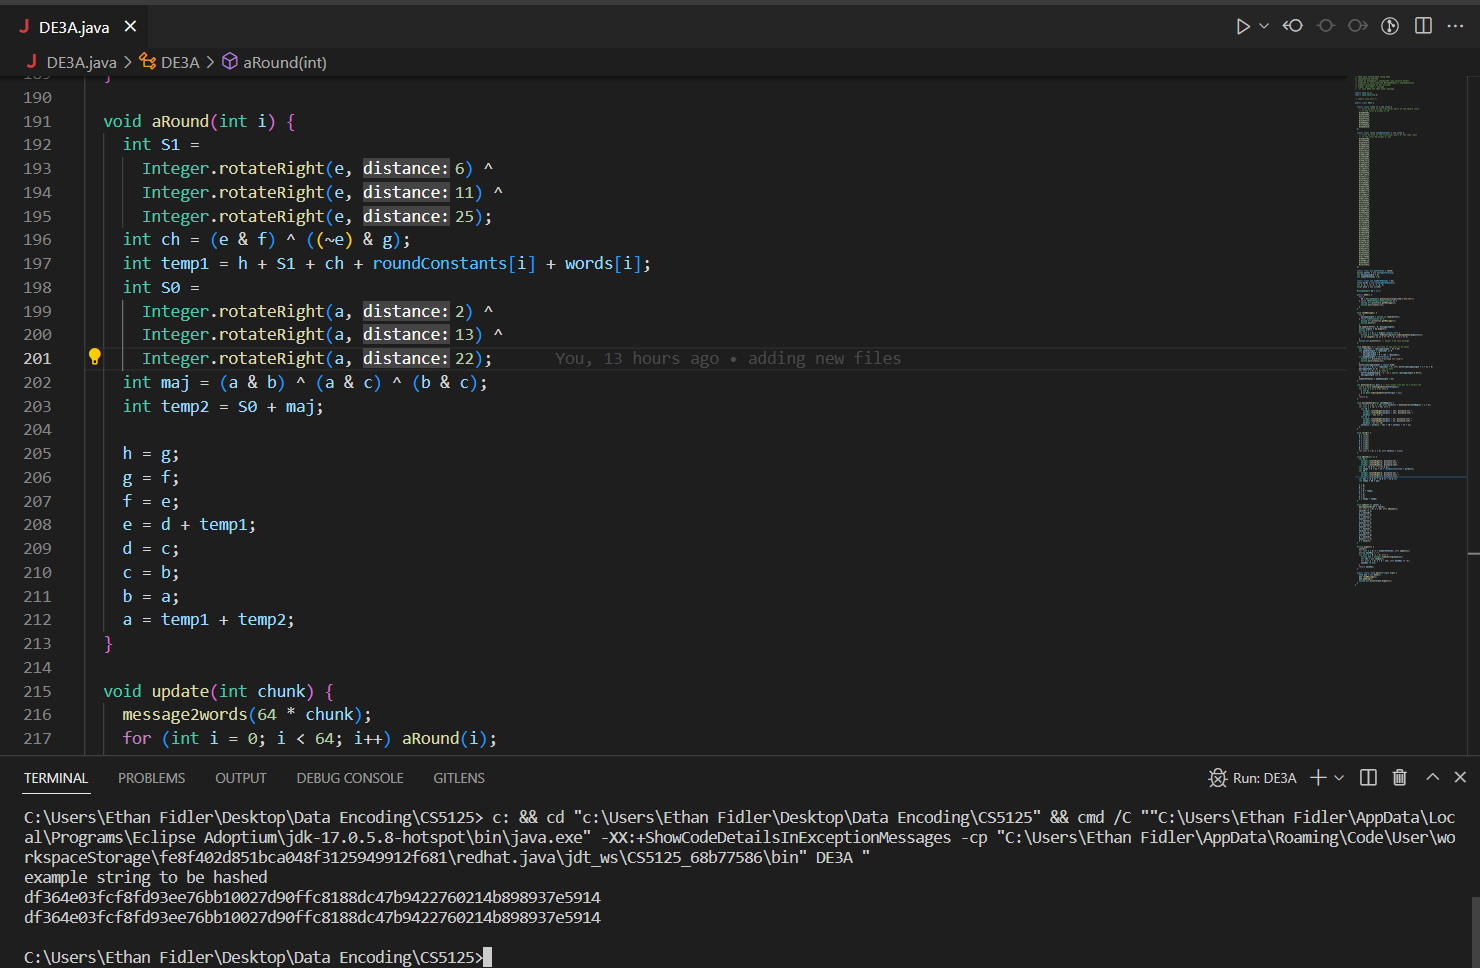 DE3A.java
DE3A.java > DE3A > aRound(int)
189 }
190
191 void aRound(int i) {
192 int S1 =
193 Integer.rotateRight(e, distance: 6) ^
194 Integer.rotateRight(e, distance: 11) ^
195 Integer.rotateRight(e, distance: 25);
196 int ch = (e & f) ^ ((~e) & g);
197 int temp1 = h + S1 + ch + roundConstants[i] + words[i];
198 int S0 =
199 Integer.rotateRight(a, distance: 2) ^
200 Integer.rotateRight(a, distance: 13) ^
201 Integer.rotateRight(a, distance: 22); You, 13 hours ago • adding new files
202 int maj = (a & b) ^ (a & c) ^ (b & c);
203 int temp2 = S0 + maj;
204
205 h = g;
206 g = f;
207 f = e;
208 e = d + temp1;
209 d = c;
210 c = b;
211 b = a;
212 a = temp1 + temp2;
213 }
214
215 void update(int chunk) {
216 message2words(64 * chunk);
217 for (int i = 0; i < 64; i++) aRound(i);
TERMINAL PROBLEMS OUTPUT DEBUG CONSOLE GITLENS Run: DE3A
C:\Users\Ethan Fidler\Desktop\Data Encoding\CS5125> c: && cd "c:\Users\Ethan Fidler\Desktop\Data Encoding\CS5125" && cmd /C ""C:\Users\Ethan Fidler\AppData\Loc
al\Programs\Eclipse Adoptium\jdk-17.0.5.8-hotspot\bin\java.exe" -XX:+ShowCodeDetailsInExceptionMessages -cp "C:\Users\Ethan Fidler\AppData\Roaming\Code\User\wo
rkspaceStorage\fe8f402d851bca048f3125949912f681\redhat.java\jdt_ws\CS5125_68b77586\bin" DE3A "
example string to be hashed
df364e03fcf8fd93ee76bb10027d90ffc8188dc47b9422760214b898937e5914
df364e03fcf8fd93ee76bb10027d90ffc8188dc47b9422760214b898937e5914
C:\Users\Ethan Fidler\Desktop\Data Encoding\CS5125>